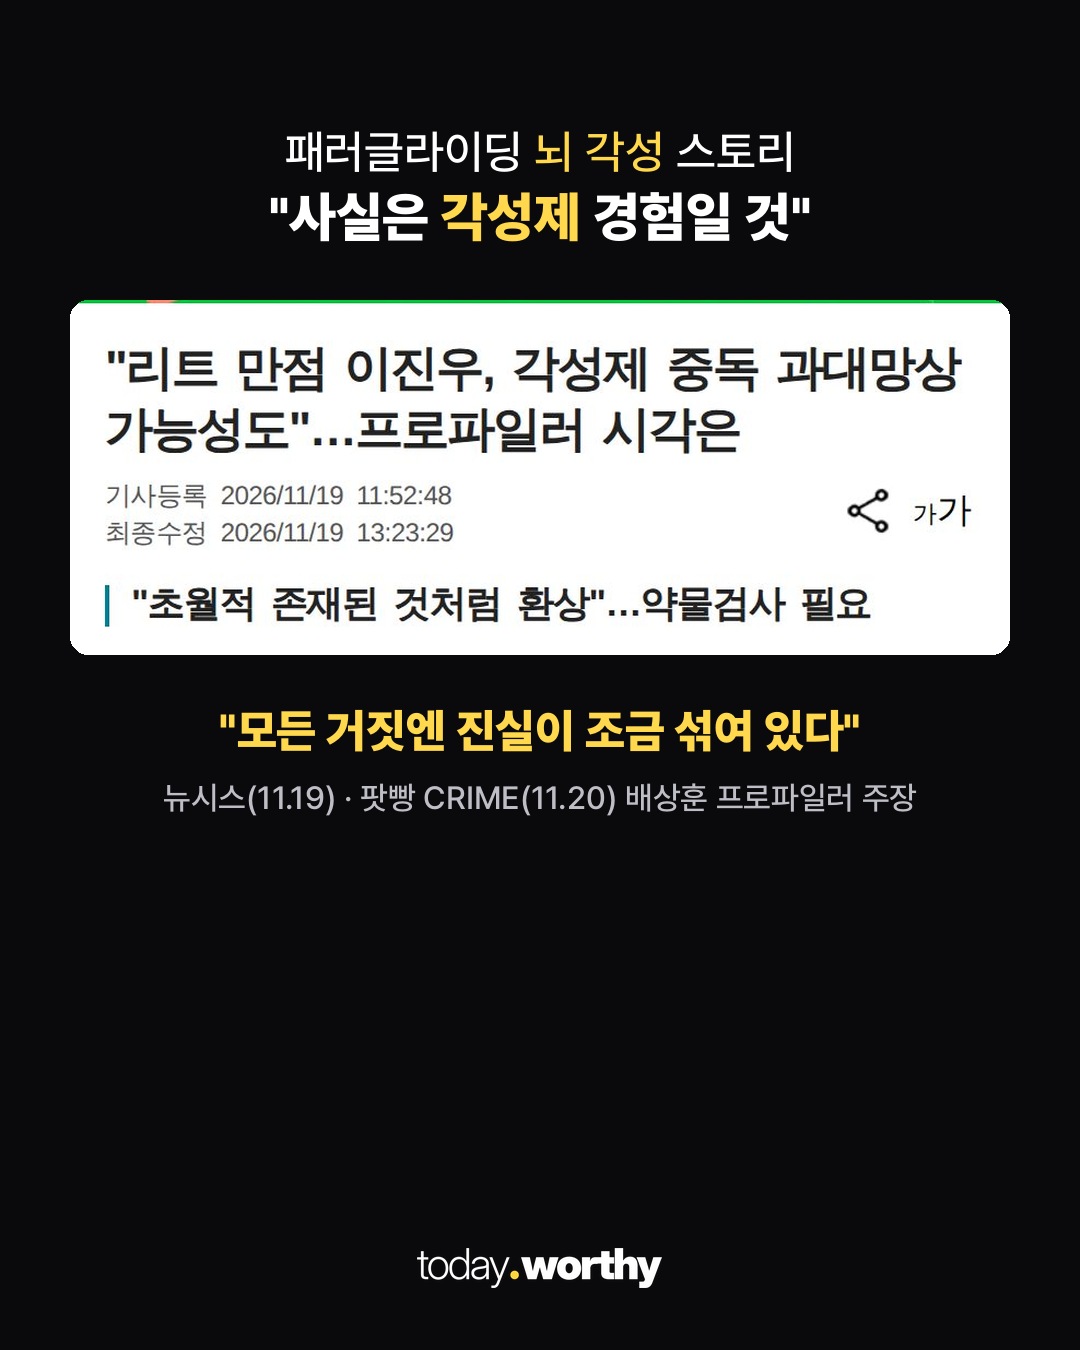 패러글라이딩 뇌 각성 스토리
"사실은 각성제 경험일 것"
"리트 만점 이진우, 각성제 중독 과대망상
가능성도"...프로파일러 시각은
기사등록 2026/11/19 11:52:48
최종수정 2026/11/19 13:23:29
가가
"초월적 존재된 것처럼 환상"...약물검사 필요
"모든 거짓엔 진실이 조금 섞여 있다"
뉴시스(11.19) · 팟빵 CRIME(11.20) 배상훈 프로파일러 주장
today.worthy